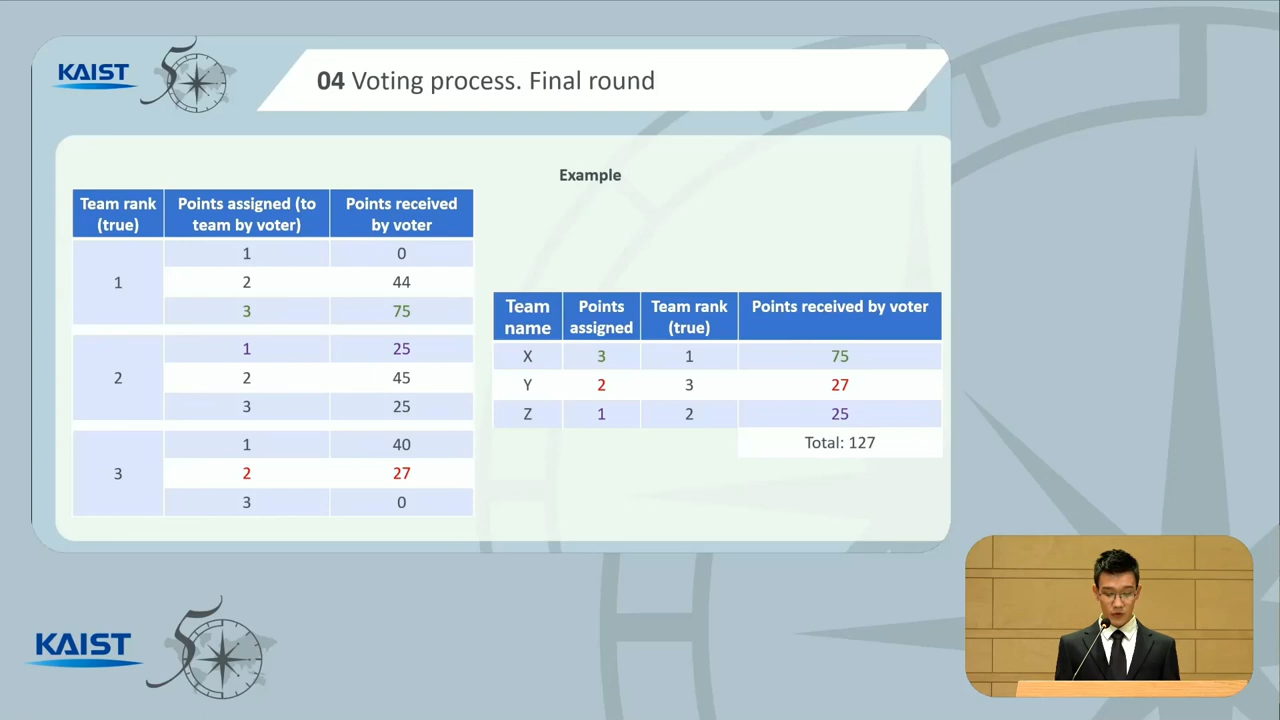 KAIST 50
04 Voting process. Final round
Example
Team rank (true) Points assigned (to team by voter) Points received by voter
1 1 0
2 44
3 75
2 1 25
2 45
3 25
3 1 40
2 27
3 0
Team name Points assigned Team rank (true) Points received by voter
X 3 1 75
Y 2 3 27
Z 1 2 25
Total: 127
KAIST 50